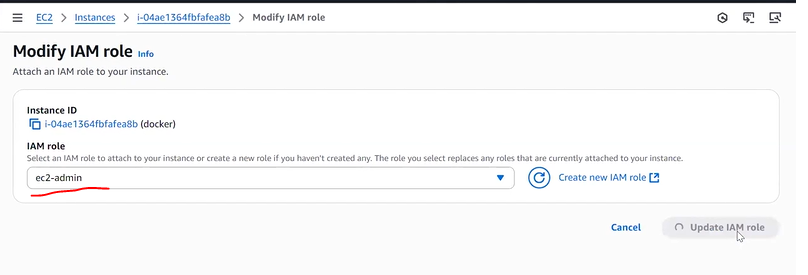 EC2 > Instances > i-04ae1364fbfafea8b > Modify IAM role
Modify IAM role Info
Attach an IAM role to your instance.
Instance ID
i-04ae1364fbfafea8b (docker)
IAM role
Select an IAM role to attach to your instance or create a new role if you haven't created any. The role you select replaces any roles that are currently attached to your instance.
ec2-admin
Create new IAM role
Cancel Update IAM role